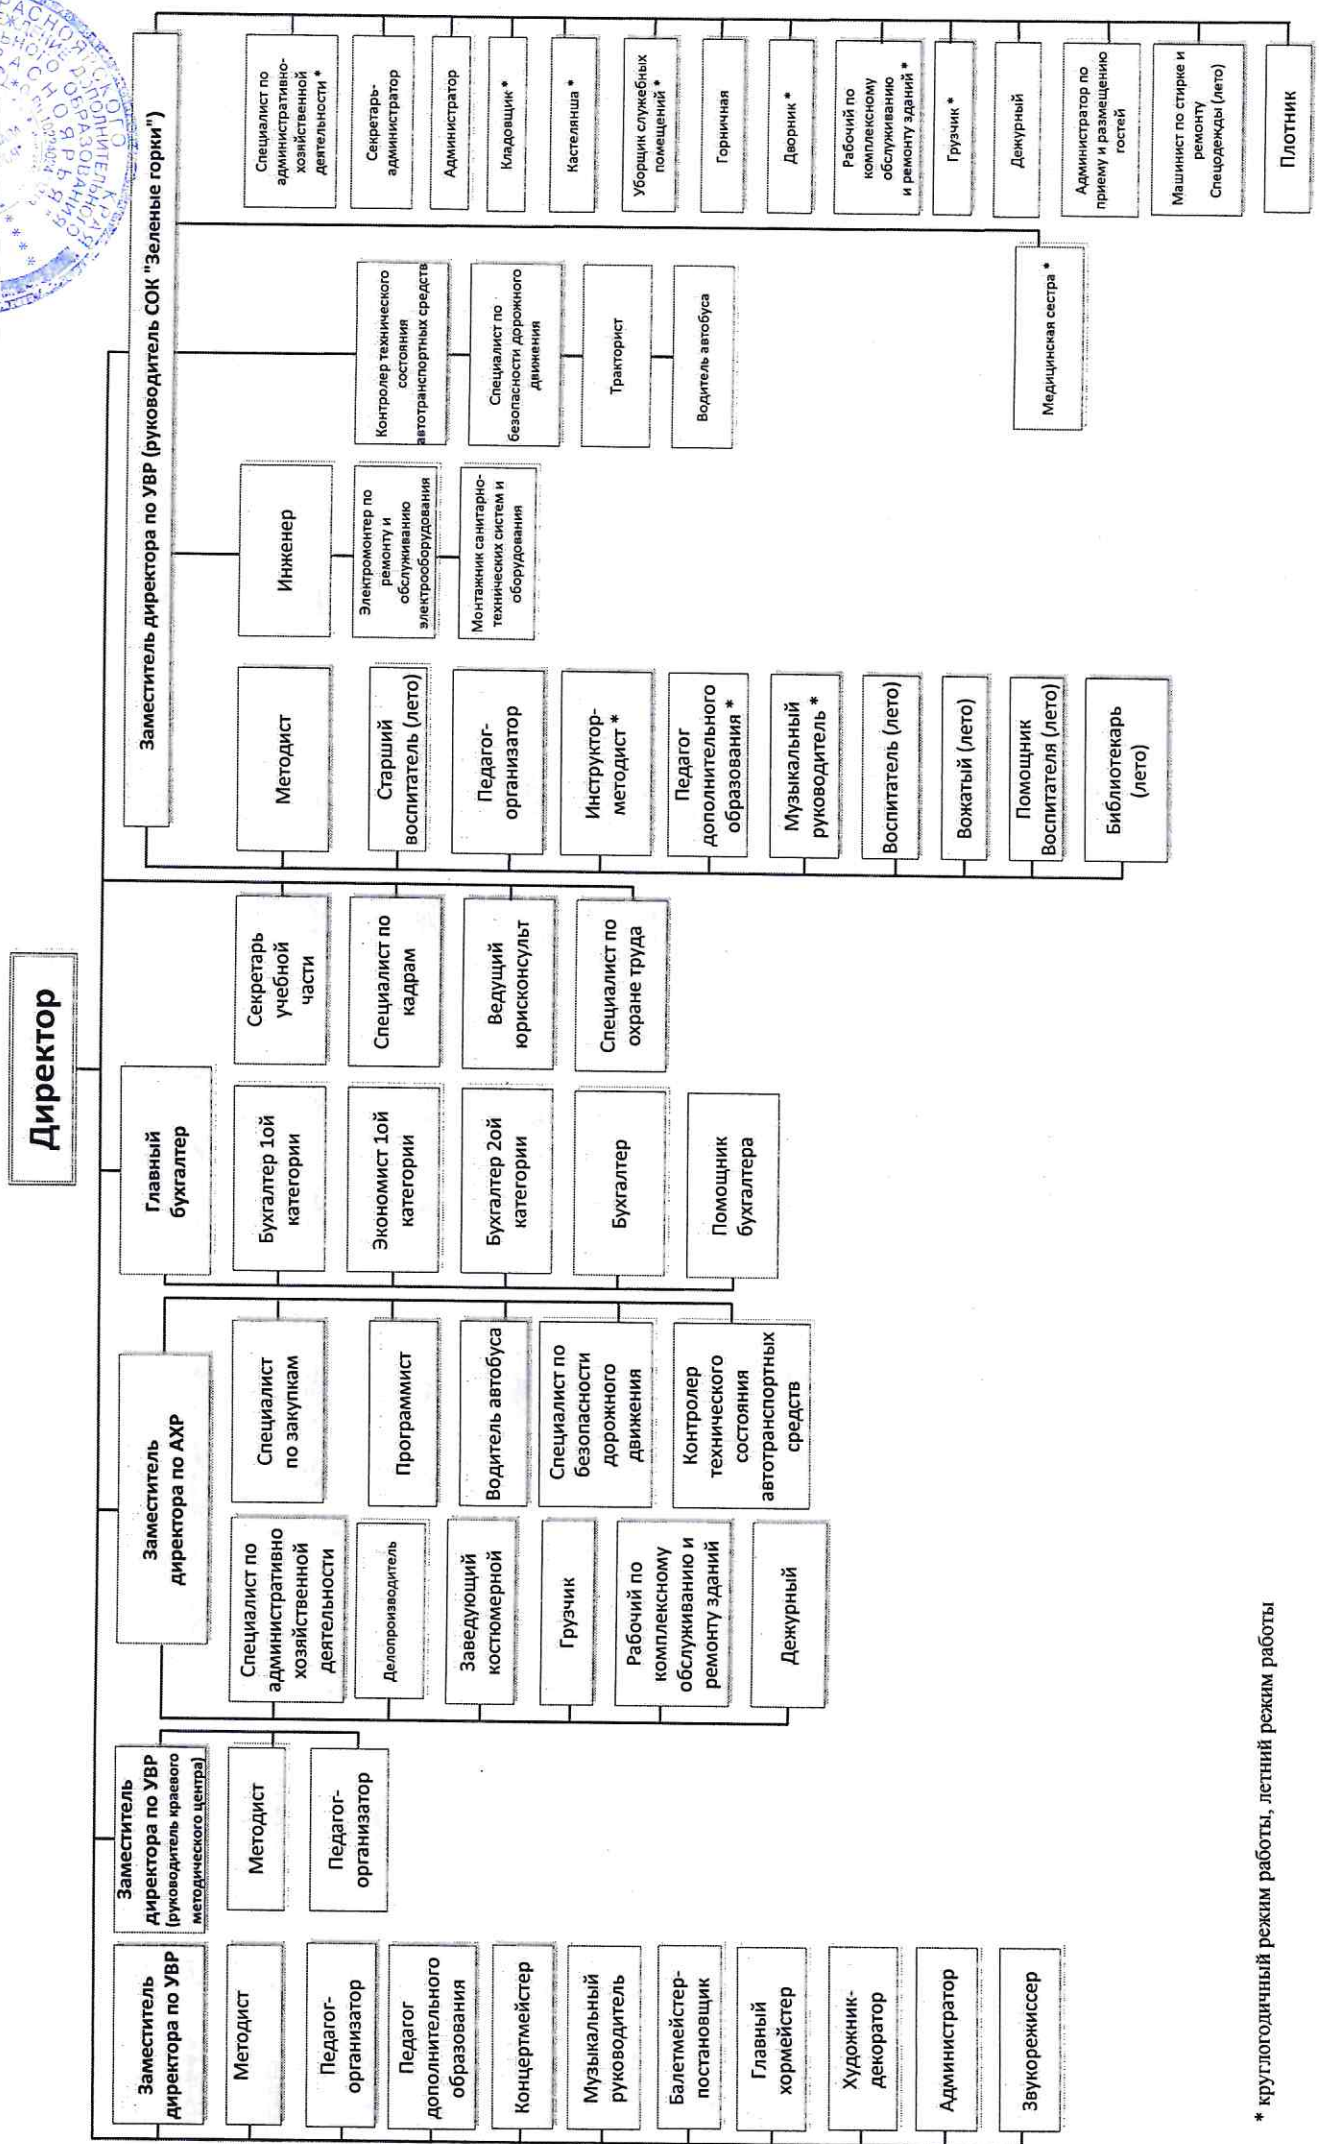 Директор
Заместитель
директора по УВР
Методист
Педагог-
организатор
Педагог
дополнительного
образования
Концертмейстер
Музыкальный
руководитель
Балетмейстер-
постановщик
Главный
хормейстер
Художник-
декоратор
Администратор
Звукорежиссер
Заместитель
директора по УВР
(руководитель краевого
методического центра)
Методист
Педагог-
организатор
Заместитель
директора по АХР
Специалист по
административно
хозяйственной
деятельности
Делопроизводитель
Заведующий
костюмерной
Грузчик
Рабочий по
комплексному
обслуживанию и
ремонту зданий
Дежурный
Специалист
по закупкам
Программист
Водитель автобуса
Специалист по
безопасности
дорожного
движения
Контролер
технического
состояния
автотранспортных
средств
Главный
бухгалтер
Бухгалтер 1ой
категории
Экономист 1ой
категории
Бухгалтер 2ой
категории
Бухгалтер
Помощник
бухгалтера
Секретарь
учебной
части
Специалист по
кадрам
Ведущий
юрисконсульт
Специалист по
охране труда
Заместитель директора по УВР (руководитель СОК "Зеленые горки")
Методист
Старший
воспитатель (лето)
Педагог-
организатор
Инструктор-
методист *
Педагог
дополнительного
образования *
Музыкальный
руководитель *
Воспитатель (лето)
Вожатый (лето)
Помощник
Воспитателя (лето)
Библиотекарь
(лето)
Инженер
Электромонтер по
ремонту и
обслуживанию
электрооборудования
Монтажник санитарно-
технических систем и
оборудования
Контролер технического
состояния
автотранспортных средств
Специалист по
безопасности дорожного
движения
Тракторист
Водитель автобуса
Медицинская сестра *
Специалист по
административно-
хозяйственной
деятельности *
Секретарь-
администратор
Администратор
Кладовщик *
Кастелянша *
Уборщик служебных
помещений *
Горничная
Дворник *
Рабочий по
комплексному
обслуживанию
и ремонту зданий *
Грузчик *
Дежурный
Администратор по
приему и размещению
гостей
Машинист по стирке и
ремонту
Спецодежды (лето)
Плотник
* круглогодичный режим работы, летний режим работы